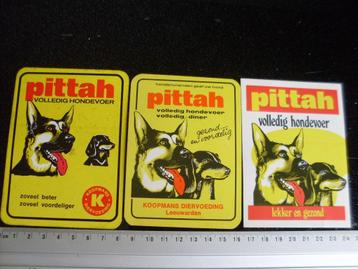 pittah
VOLLEDIG HONDEVOER
zoveel beter
zoveel voordeliger
KOOPMANS
K
pittah
volledig hondevoer
volledig diner
gezond...
en voordelig
KOOPMANS DIERVOEDING
Leeuwarden
pittah
volledig hondevoer
lekker en gezond